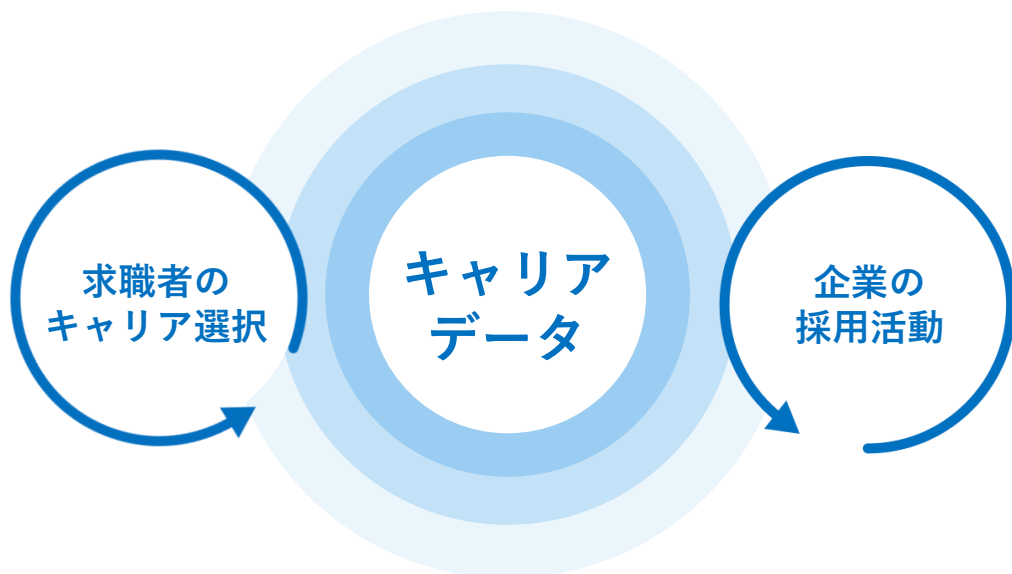 求職者の
キャリア選択
キャリア
データ
企業の
採用活動